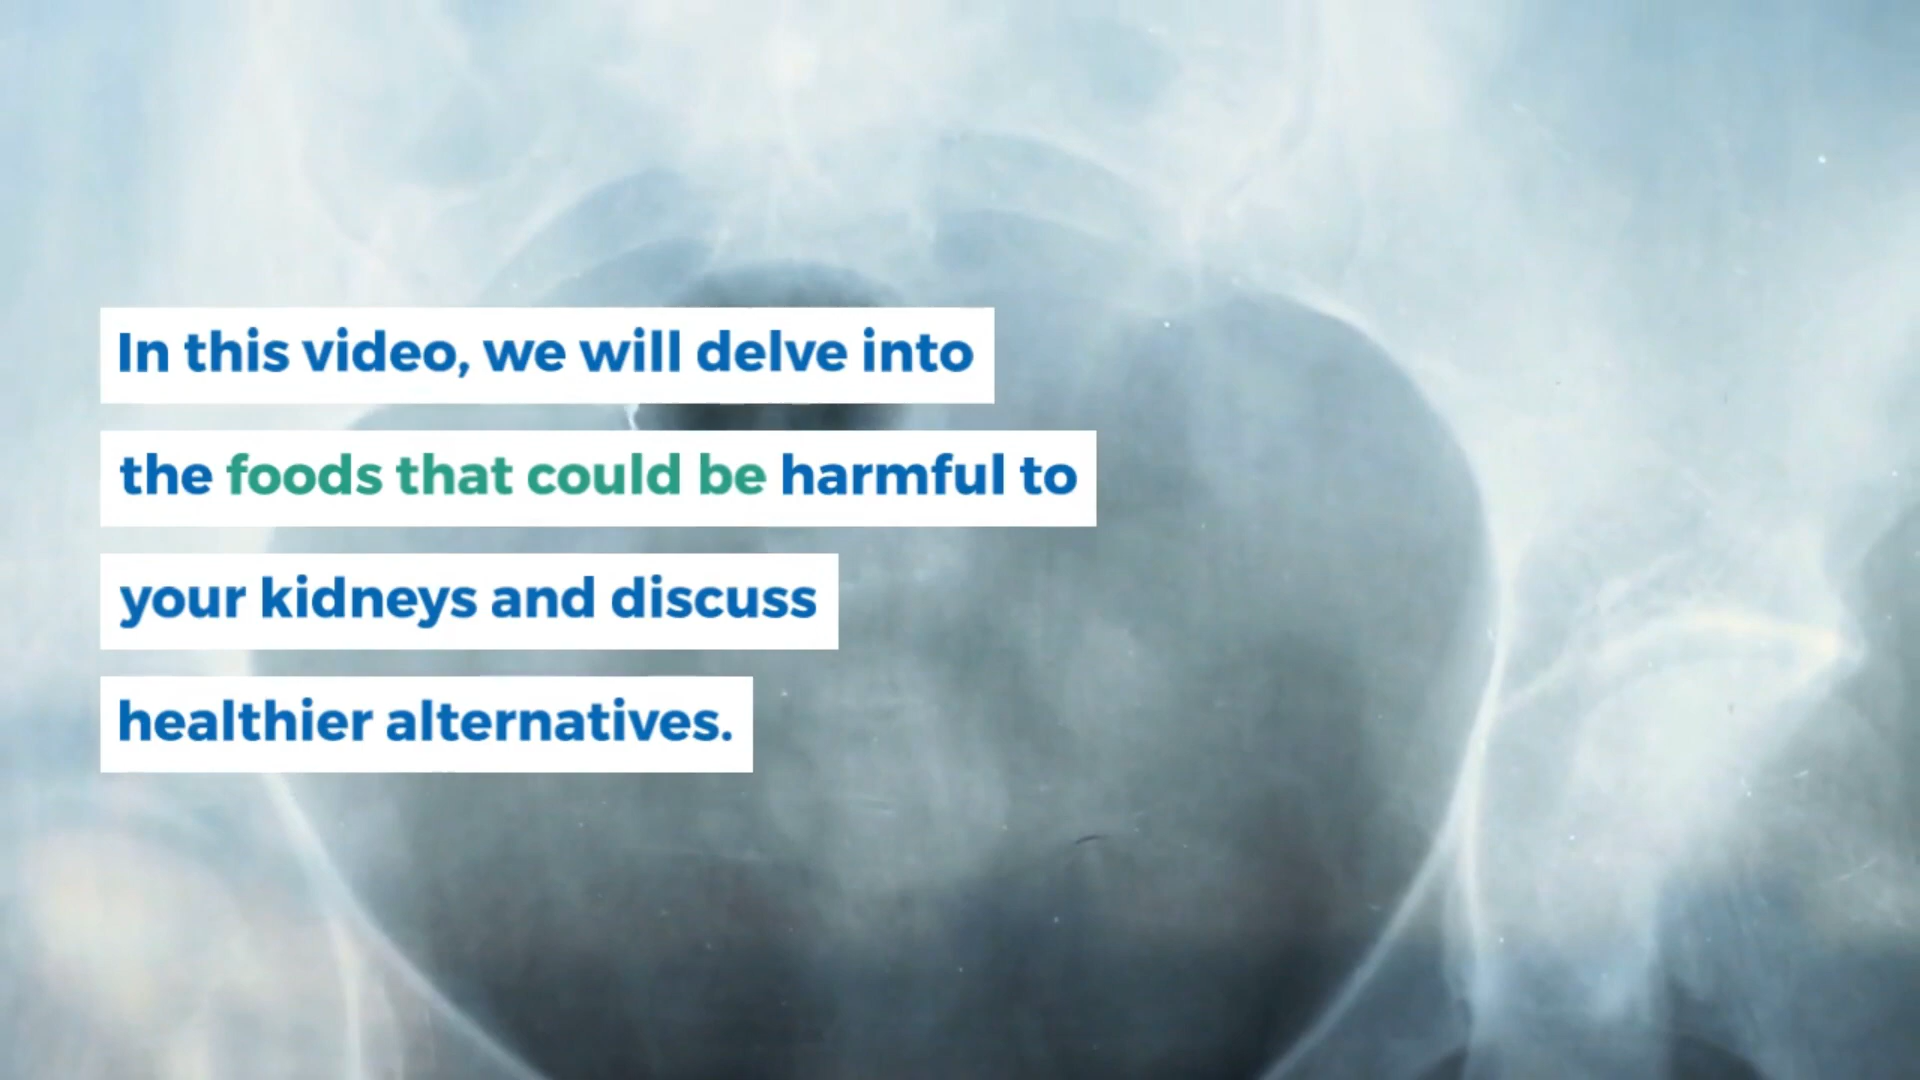 In this video, we will delve into
the foods that could be harmful to
your kidneys and discuss
healthier alternatives.